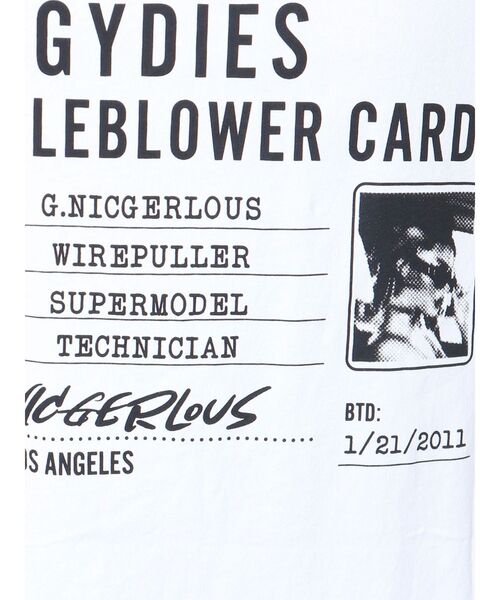 GYDIES
LEBLOWER CARD
G.NICGERLOUS
WIREPULLER
SUPERMODEL
TECHNICIAN
ICGERLOUS
BTD:
1/21/2011
OS ANGELES